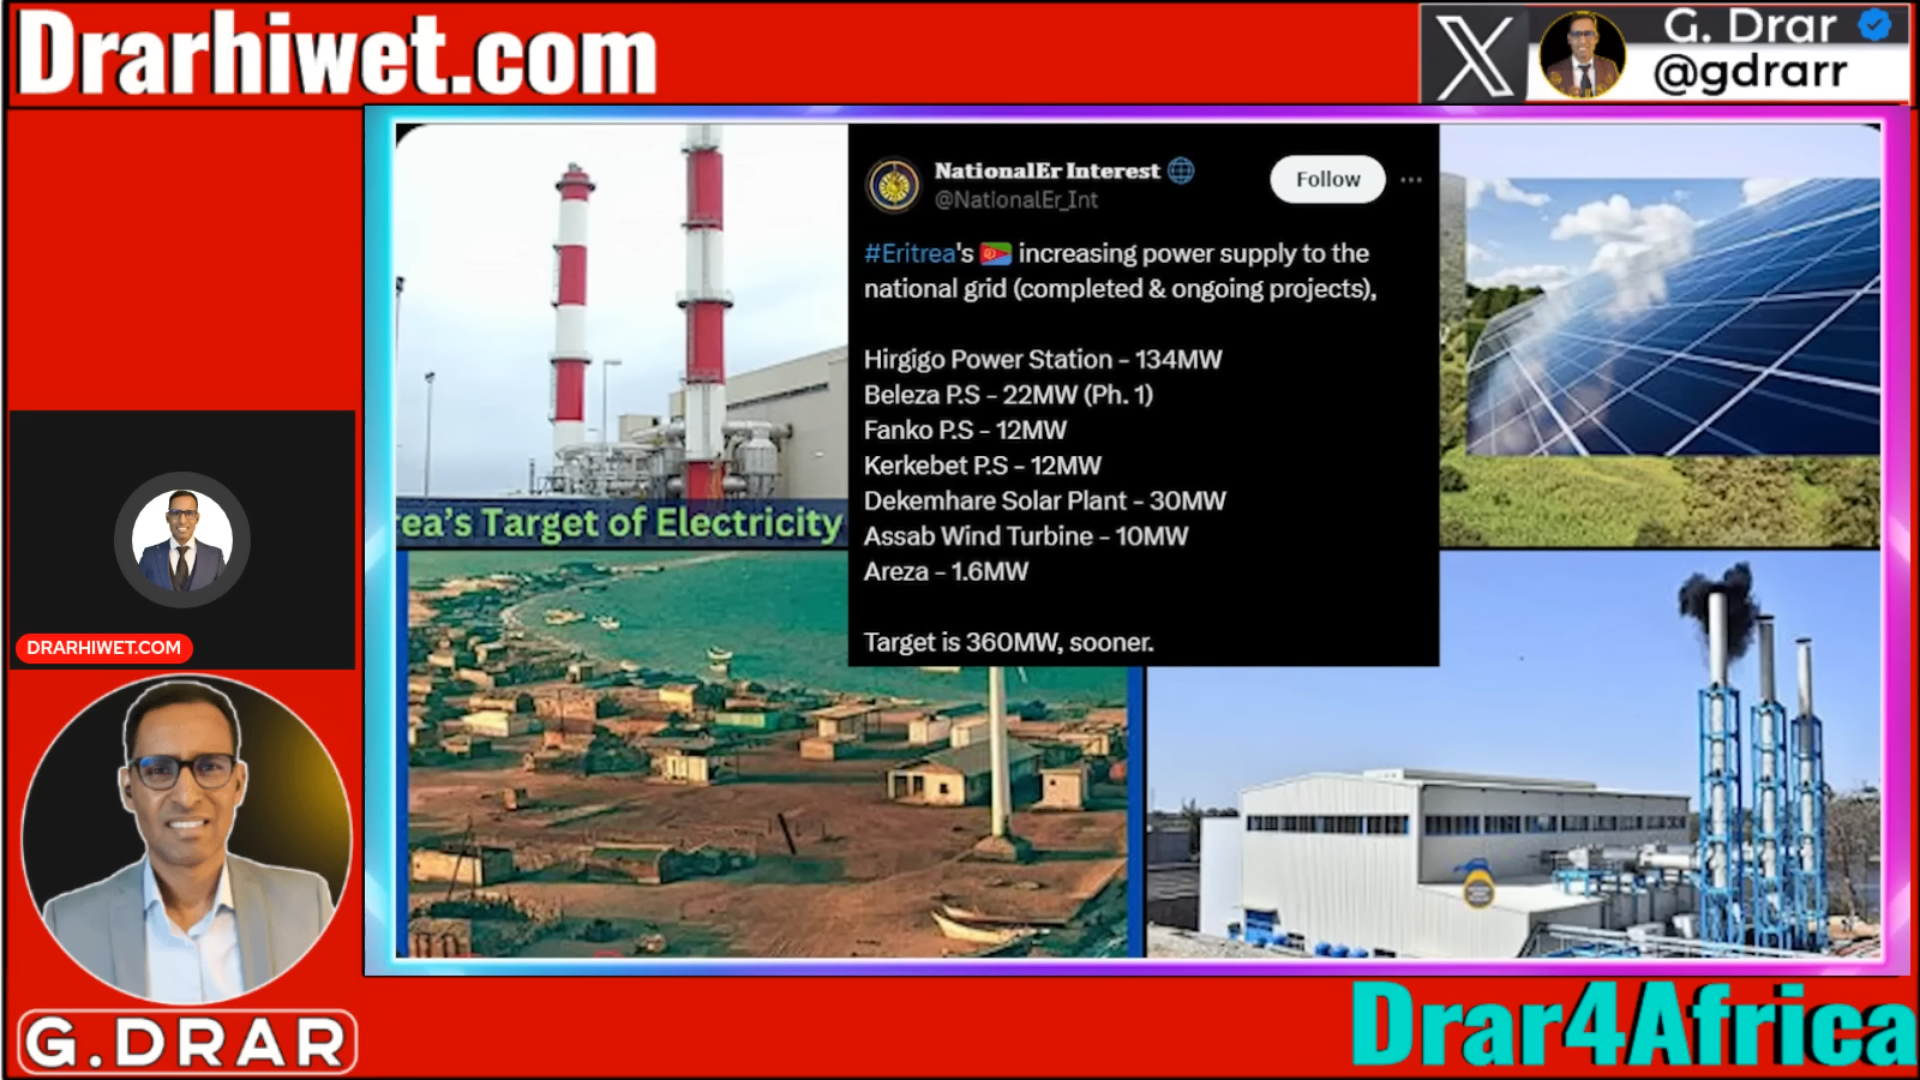 Drarhiwet.com
G. Drar
@gdrarr
NationalEr Interest
@NationalEr_Int
Follow
#Eritrea's increasing power supply to the
national grid (completed & ongoing projects),
Hirgigo Power Station - 134MW
Beleza P.S - 22MW (Ph. 1)
Fanko P.S - 12MW
Kerkebet P.S - 12MW
Dekemhare Solar Plant - 30MW
Assab Wind Turbine - 10MW
Areza - 1.6MW
Target is 360MW, sooner.
rea's Target of Electricity
DRARHIWET.COM
G.DRAR
Drar4Africa